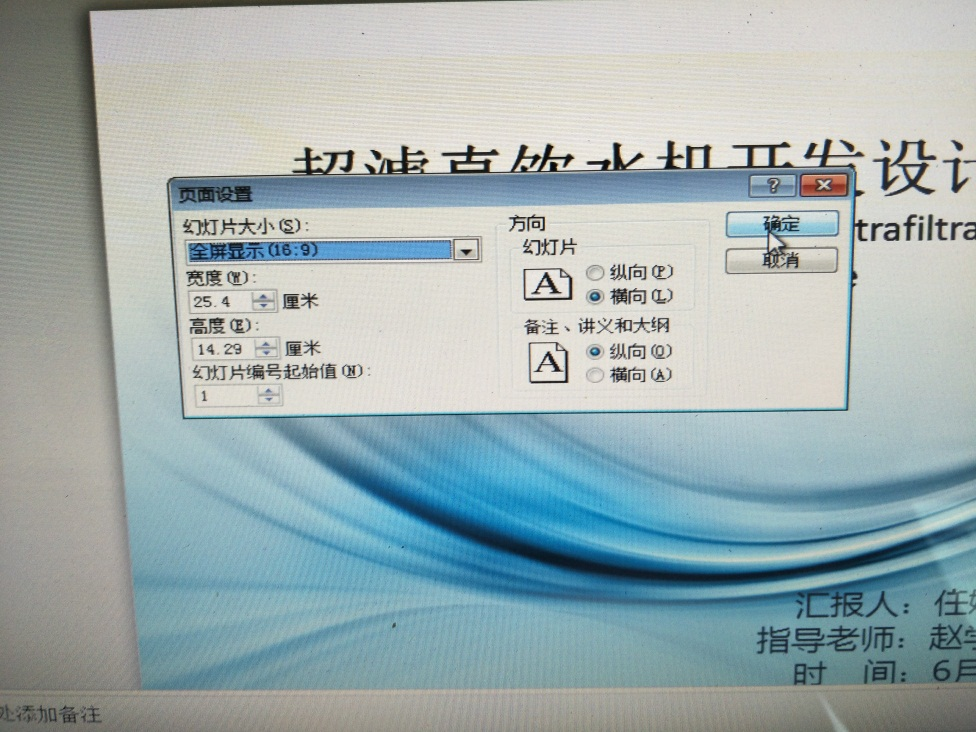 超滤直饮水机开发设计
trafiltra
页面设置
幻灯片大小(S):
全屏显示(16:9)
宽度(W):
25.4 厘米
高度(E):
14.29 厘米
幻灯片编号起始值(N):
1
方向
幻灯片
A
纵向(P)
横向(L)
备注、讲义和大纲
A
纵向(O)
横向(A)
?
确定
取消
汇报人: 任
指导老师: 赵
时 间: 6月
处添加备注